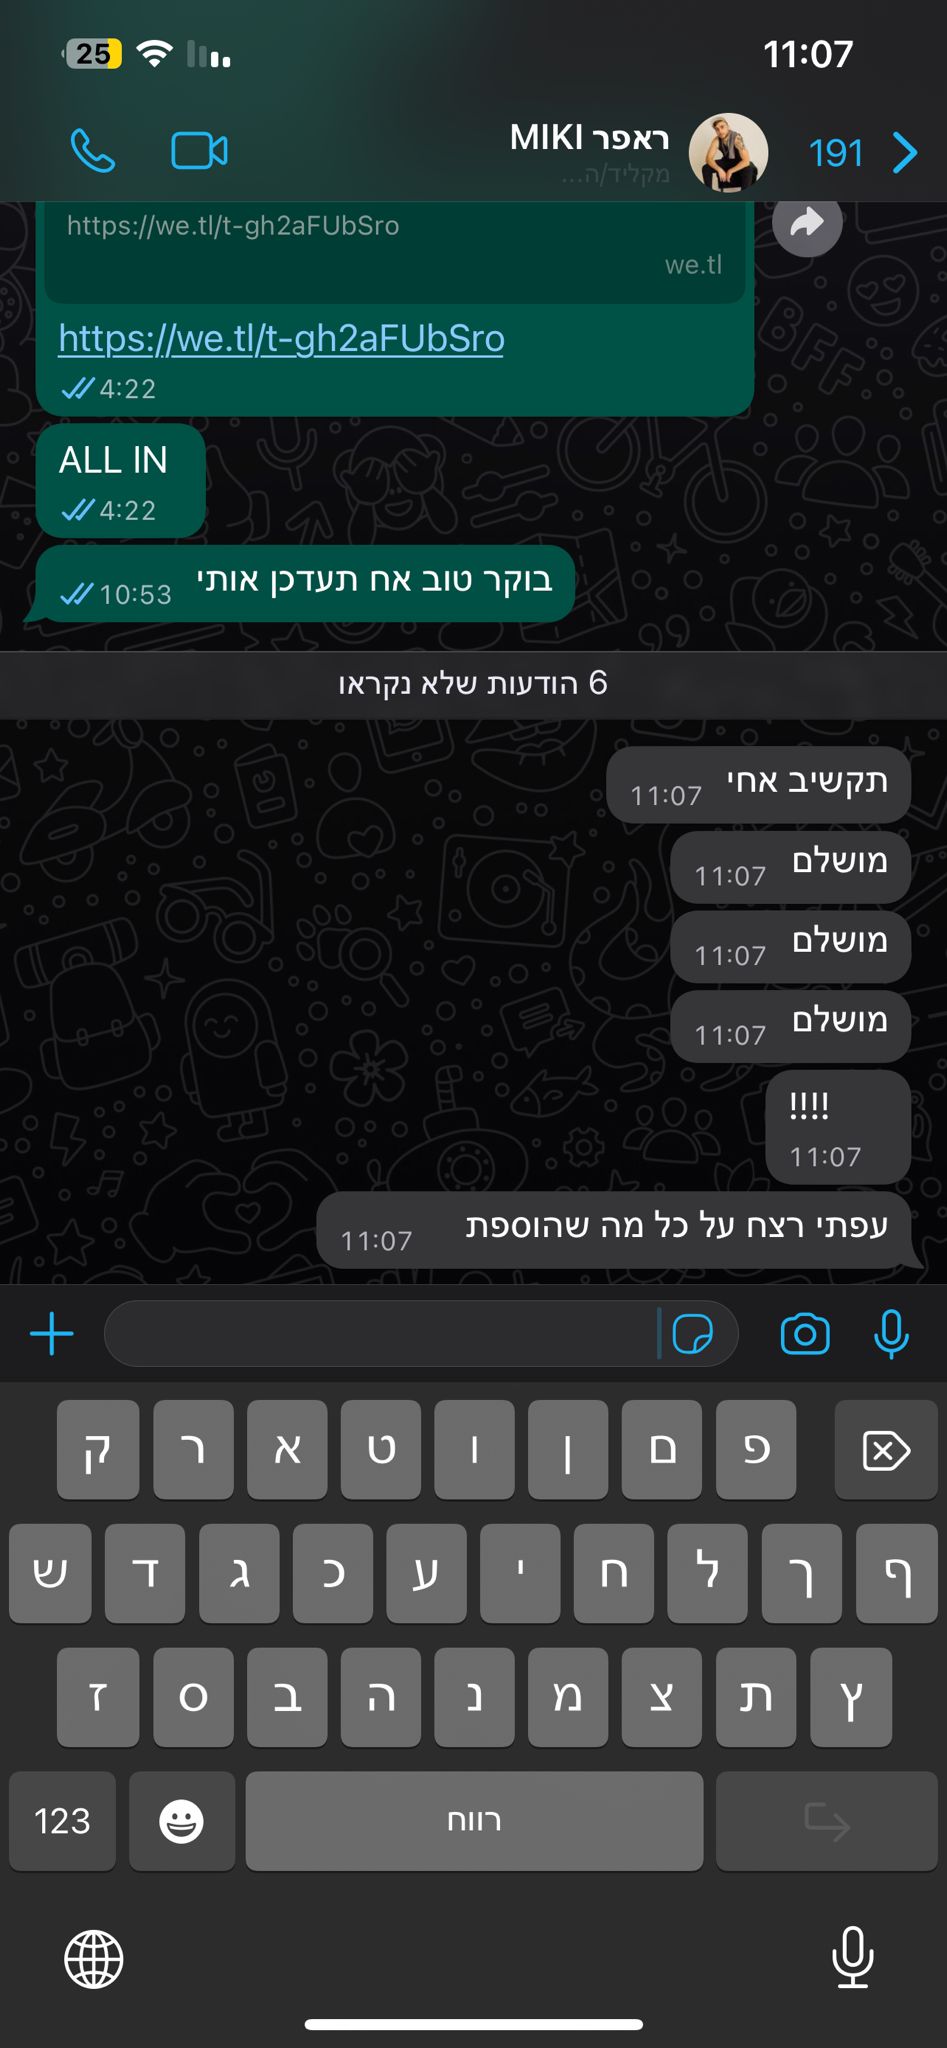 25
11:07
ראפר MIKI
מקליד/ה...
191
https://we.tl/t-gh2aFUbSro
we.tl
https://we.tl/t-gh2aFUbSro
4:22
ALL IN
4:22
בוקר טוב אח תעדכן אותי
10:53
6 הודעות שלא נקראו
תקשיב אחי
11:07
מושלם
11:07
מושלם
11:07
מושלם
11:07
!!!!
11:07
עפתי רצח על כל מה שהוספת
11:07
ק ר א ט ו ן ם פ
ש ד ג כ ע י ח ל ך ף
ז ס ב ה נ מ צ ת ץ
123
רווח